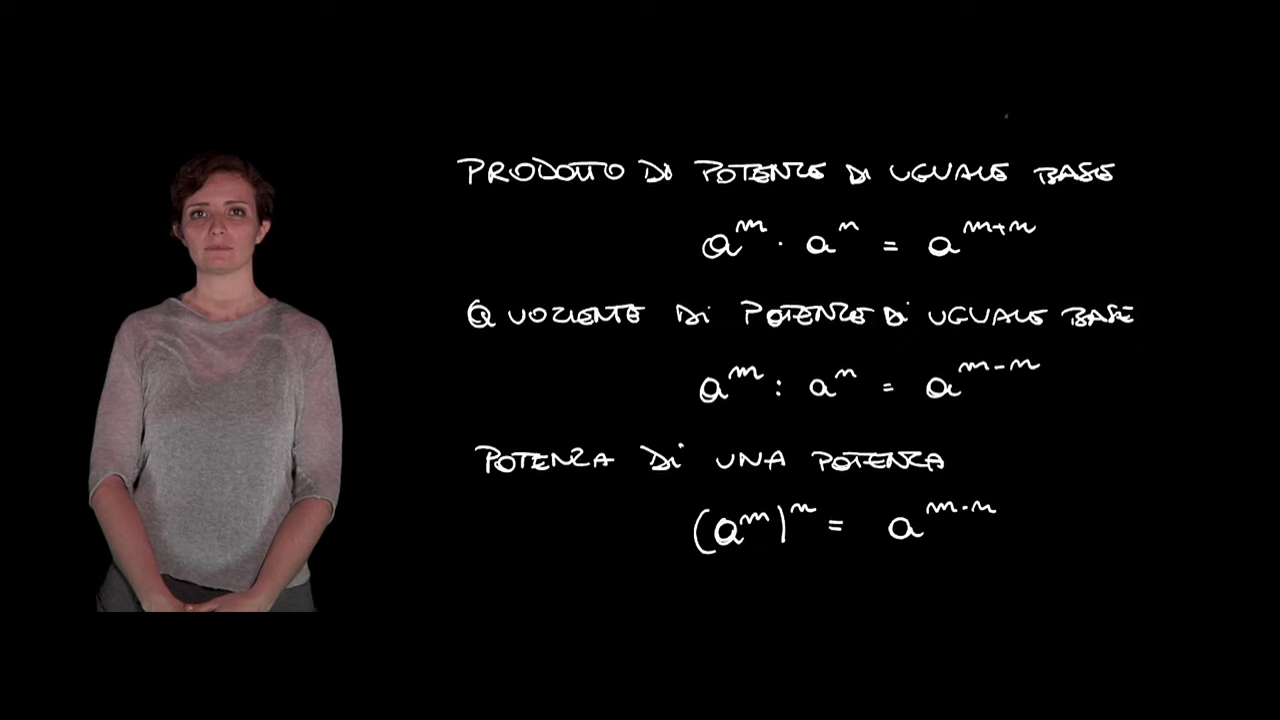 PRODOTTO DI POTENZE DI UGUALE BASE
a^m · a^n = a^{m+n}
QUOZIENTE DI POTENZE DI UGUALE BASE
a^m : a^n = a^{m-n}
POTENZA DI UNA POTENZA
(a^m)^n = a^{m·n}